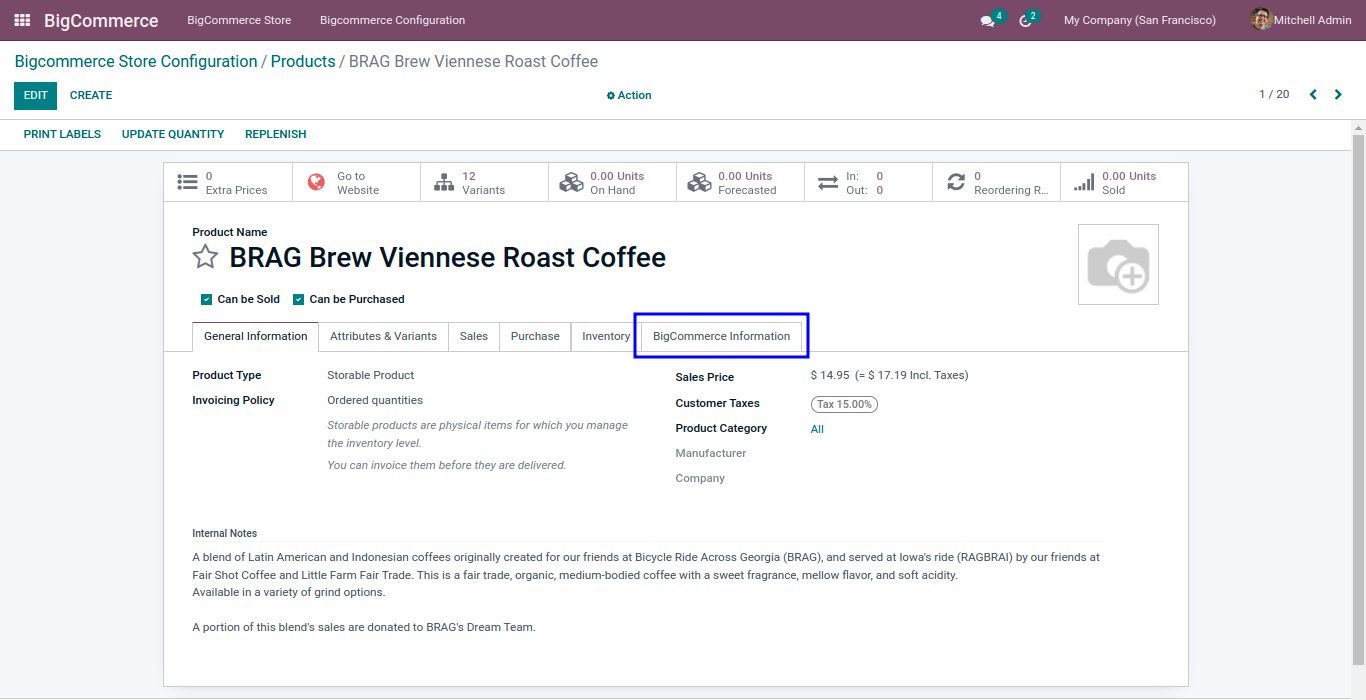 BigCommerce BigCommerce Store Bigcommerce Configuration 4 2 My Company (San Francisco) Mitchell Admin
Bigcommerce Store Configuration / Products / BRAG Brew Viennese Roast Coffee
EDIT CREATE Action 1 / 20
PRINT LABELS UPDATE QUANTITY REPLENISH
0
Extra Prices
Go to
Website
12
Variants
0.00 Units
On Hand
0.00 Units
Forecasted
In: 0
Out: 0
0
Reordering R...
0.00 Units
Sold
Product Name
BRAG Brew Viennese Roast Coffee
Can be Sold Can be Purchased
General Information Attributes & Variants Sales Purchase Inventory BigCommerce Information
Product Type Storable Product
Invoicing Policy Ordered quantities
Storable products are physical items for which you manage
the inventory level.
You can invoice them before they are delivered.
Sales Price $ 14.95 (= $ 17.19 Incl. Taxes)
Customer Taxes Tax 15.00%
Product Category All
Manufacturer
Company
Internal Notes
A blend of Latin American and Indonesian coffees originally created for our friends at Bicycle Ride Across Georgia (BRAG), and served at Iowa's ride (RAGBRAI) by our friends at
Fair Shot Coffee and Little Farm Fair Trade. This is a fair trade, organic, medium-bodied coffee with a sweet fragrance, mellow flavor, and soft acidity.
Available in a variety of grind options.
A portion of this blend's sales are donated to BRAG's Dream Team.